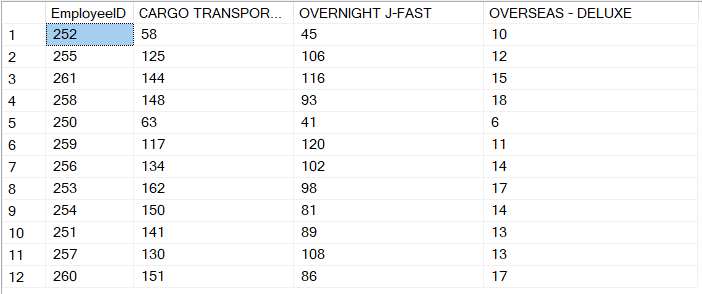 EmployeeID CARGO TRANSPOR... OVERNIGHT J-FAST OVERSEAS - DELUXE
1 252 58 45 10
2 255 125 106 12
3 261 144 116 15
4 258 148 93 18
5 250 63 41 6
6 259 117 120 11
7 256 134 102 14
8 253 162 98 17
9 254 150 81 14
10 251 141 89 13
11 257 130 108 13
12 260 151 86 17